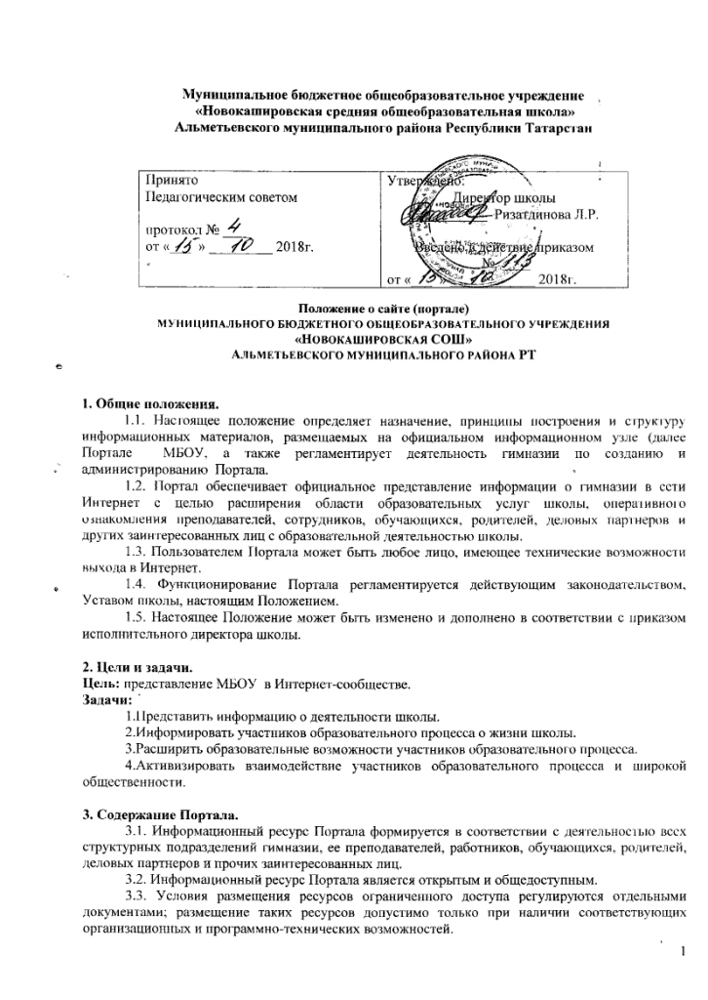 Муниципальное бюджетное общеобразовательное учреждение
«Новокашировская средняя общеобразовательная школа»
Альметьевского муниципального района Республики Татарстан
Принято
Педагогическим советом
протокол № 4
от « 15 » 10 2018г.
Утверждено:
Директор школы
Ризатдинова Л.Р.
Введено в действие приказом
№ 113
от « 15 » 10 2018г.
Положение о сайте (портале)
МУНИЦИПАЛЬНОГО БЮДЖЕТНОГО ОБЩЕОБРАЗОВАТЕЛЬНОГО УЧРЕЖДЕНИЯ
«НОВОКАШИРОВСКАЯ СОШ»
АЛЬМЕТЬЕВСКОГО МУНИЦИПАЛЬНОГО РАЙОНА РТ
1. Общие положения.
1.1. Настоящее положение определяет назначение, принципы построения и структуру
информационных материалов, размещаемых на официальном информационном узле (далее
Портале МБОУ, а также регламентирует деятельность гимназии по созданию и
администрированию Портала.
1.2. Портал обеспечивает официальное представление информации о гимназии в сети
Интернет с целью расширения области образовательных услуг школы, оперативного
ознакомления преподавателей, сотрудников, обучающихся, родителей, деловых партнеров и
других заинтересованных лиц с образовательной деятельностью школы.
1.3. Пользователем Портала может быть любое лицо, имеющее технические возможности
выхода в Интернет.
1.4. Функционирование Портала регламентируется действующим законодательством,
Уставом школы, настоящим Положением.
1.5. Настоящее Положение может быть изменено и дополнено в соответствии с приказом
исполнительного директора школы.
2. Цели и задачи.
Цель: представление МБОУ в Интернет-сообществе.
Задачи:
1.Представить информацию о деятельности школы.
2.Информировать участников образовательного процесса о жизни школы.
3.Расширить образовательные возможности участников образовательного процесса.
4.Активизировать взаимодействие участников образовательного процесса и широкой
общественности.
3. Содержание Портала.
3.1. Информационный ресурс Портала формируется в соответствии с деятельностью всех
структурных подразделений гимназии, ее преподавателей, работников, обучающихся, родителей,
деловых партнеров и прочих заинтересованных лиц.
3.2. Информационный ресурс Портала является открытым и общедоступным.
3.3. Условия размещения ресурсов ограниченного доступа регулируются отдельными
документами; размещение таких ресурсов допустимо только при наличии соответствующих
организационных и программно-технических возможностей.
1